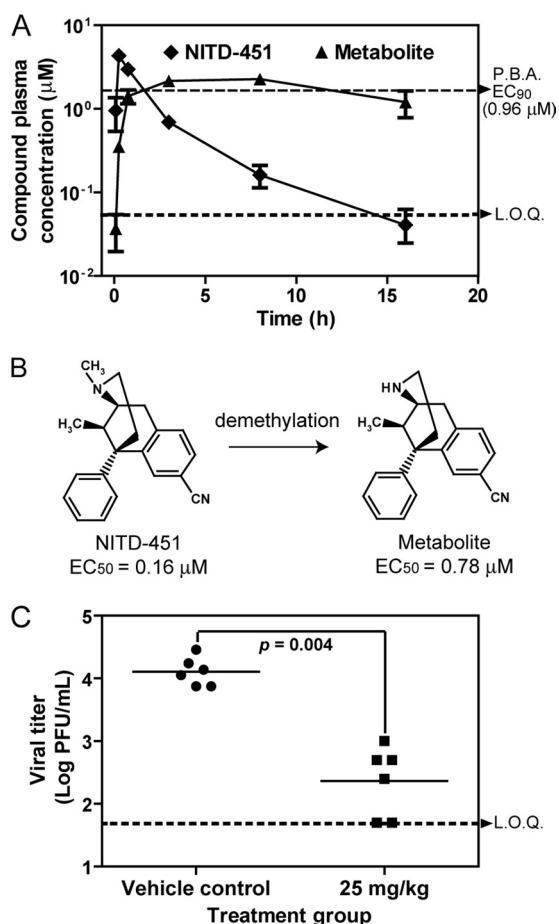 A
NITD-451 Metabolite
Compound plasma
concentration (μM)
10¹
10⁰
10⁻¹
10⁻²
P.B.A.
EC₉₀
(0.96 μM)
L.O.Q.
0 5 10 15 20
Time (h)
B
CH₃
N
H₃C
CN
NITD-451
EC₅₀ = 0.16 μM
demethylation
HN
H₃C
CN
Metabolite
EC₅₀ = 0.78 μM
C
Viral titer
(Log PFU/mL)
5
4
3
2
1
p = 0.004
L.O.Q.
Vehicle control 25 mg/kg
Treatment group